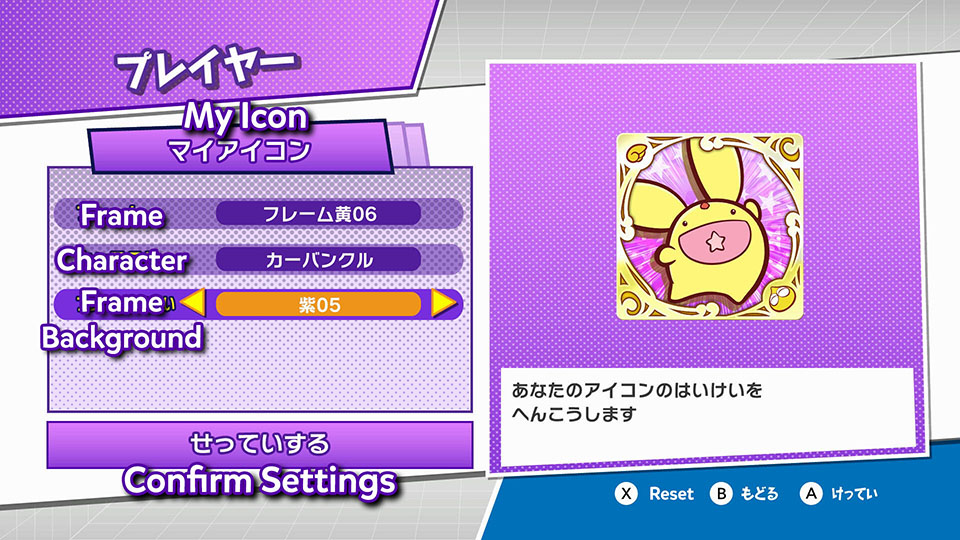 プレイヤー
My Icon
マイアイコン
Frame
フレーム黄06
Character
カーバンクル
Frame
紫05
Background
せっていする
Confirm Settings
あなたのアイコンのはいけいを
へんこうします
X Reset B もどる A けってい